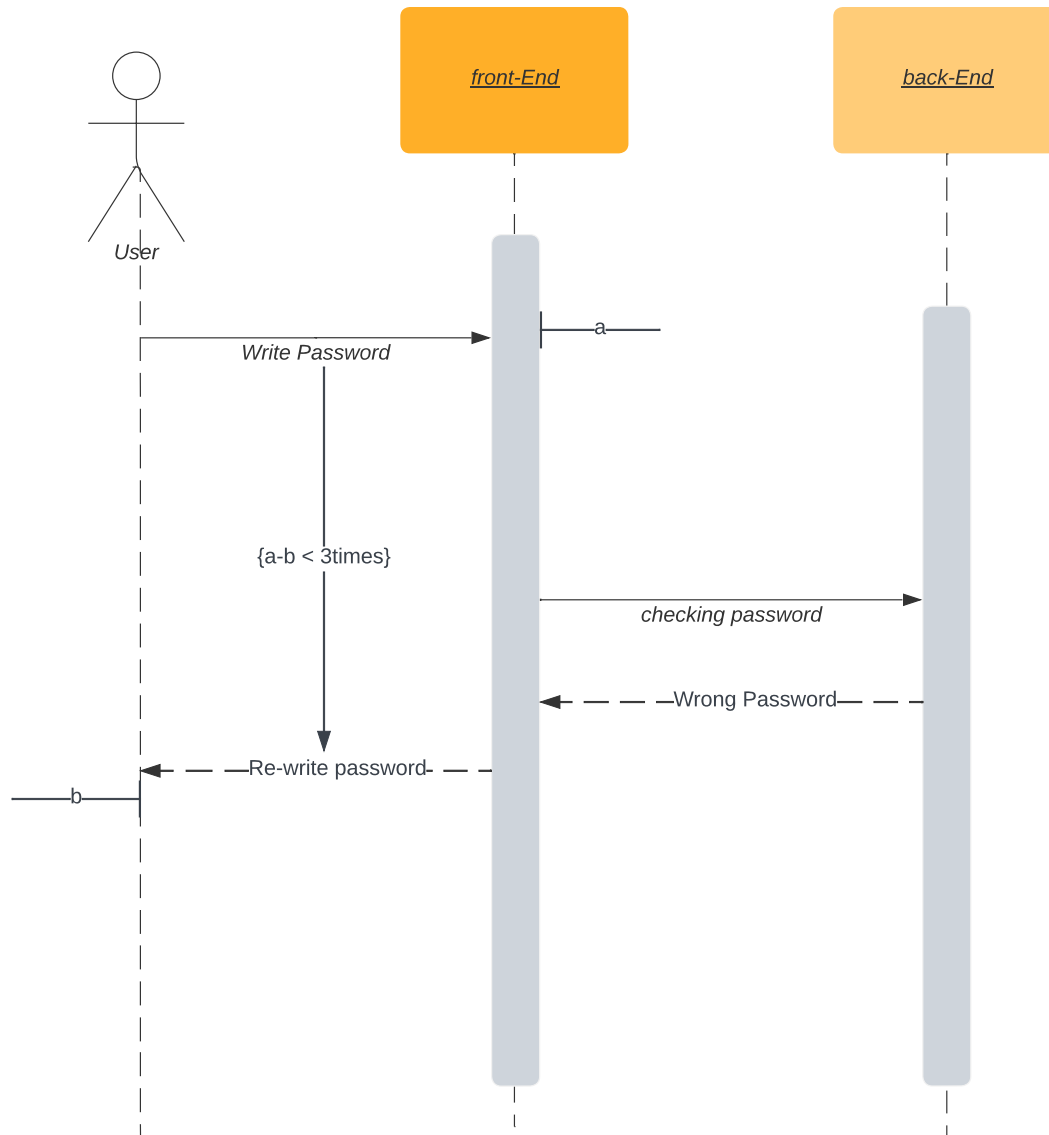 front-End
back-End
User
a
Write Password
{a-b < 3times}
checking password
Wrong Password
Re-write password
b